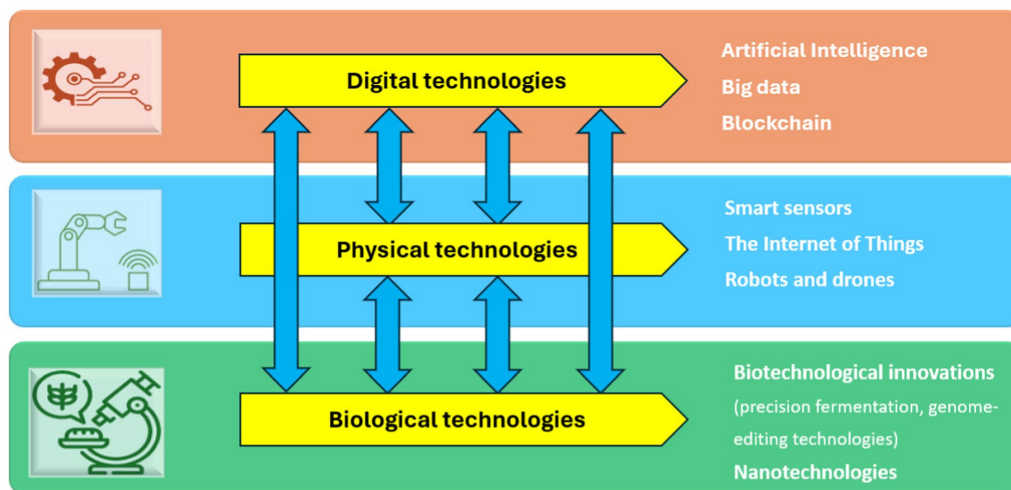 Digital technologies
Artificial Intelligence
Big data
Blockchain
Physical technologies
Smart sensors
The Internet of Things
Robots and drones
Biological technologies
Biotechnological innovations
(precision fermentation, genome-
editing technologies)
Nanotechnologies